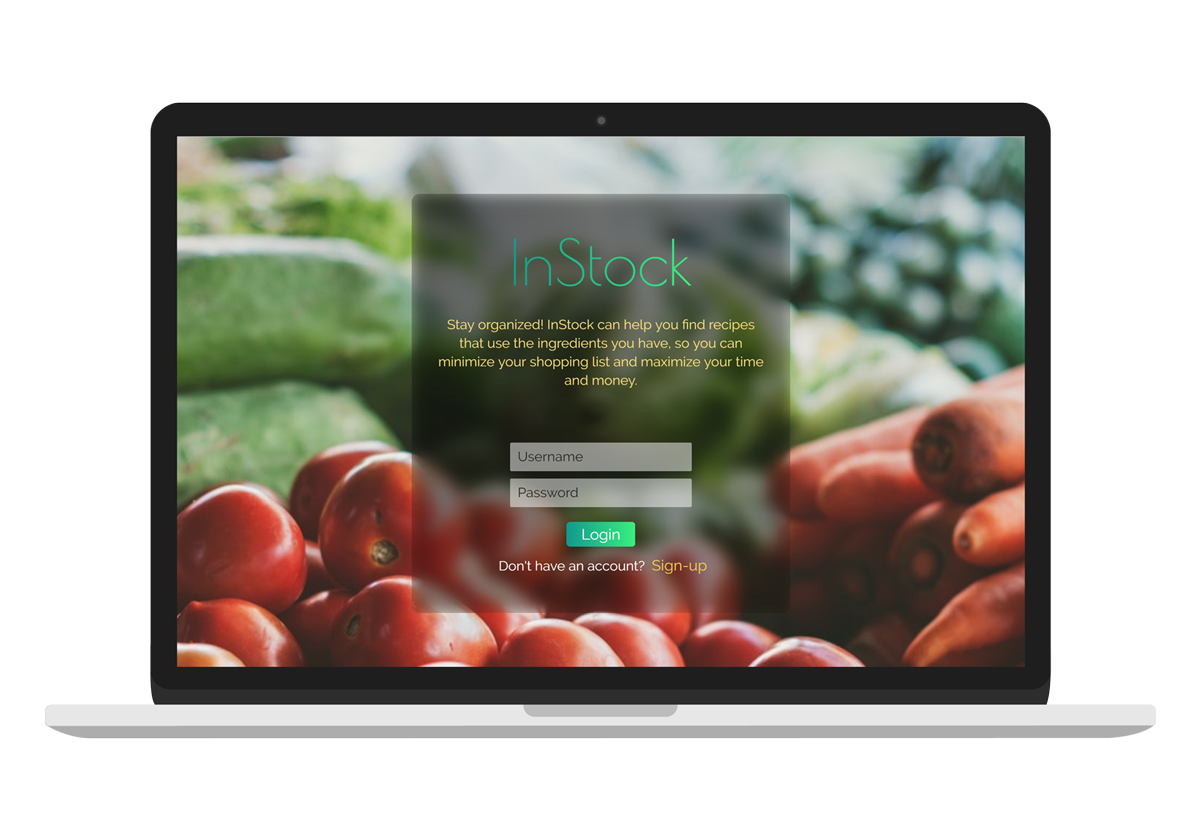 InStock
Stay organized! InStock can help you find recipes
that use the ingredients you have, so you can
minimize your shopping list and maximize your time
and money.
Username
Password
Login
Don't have an account? Sign-up